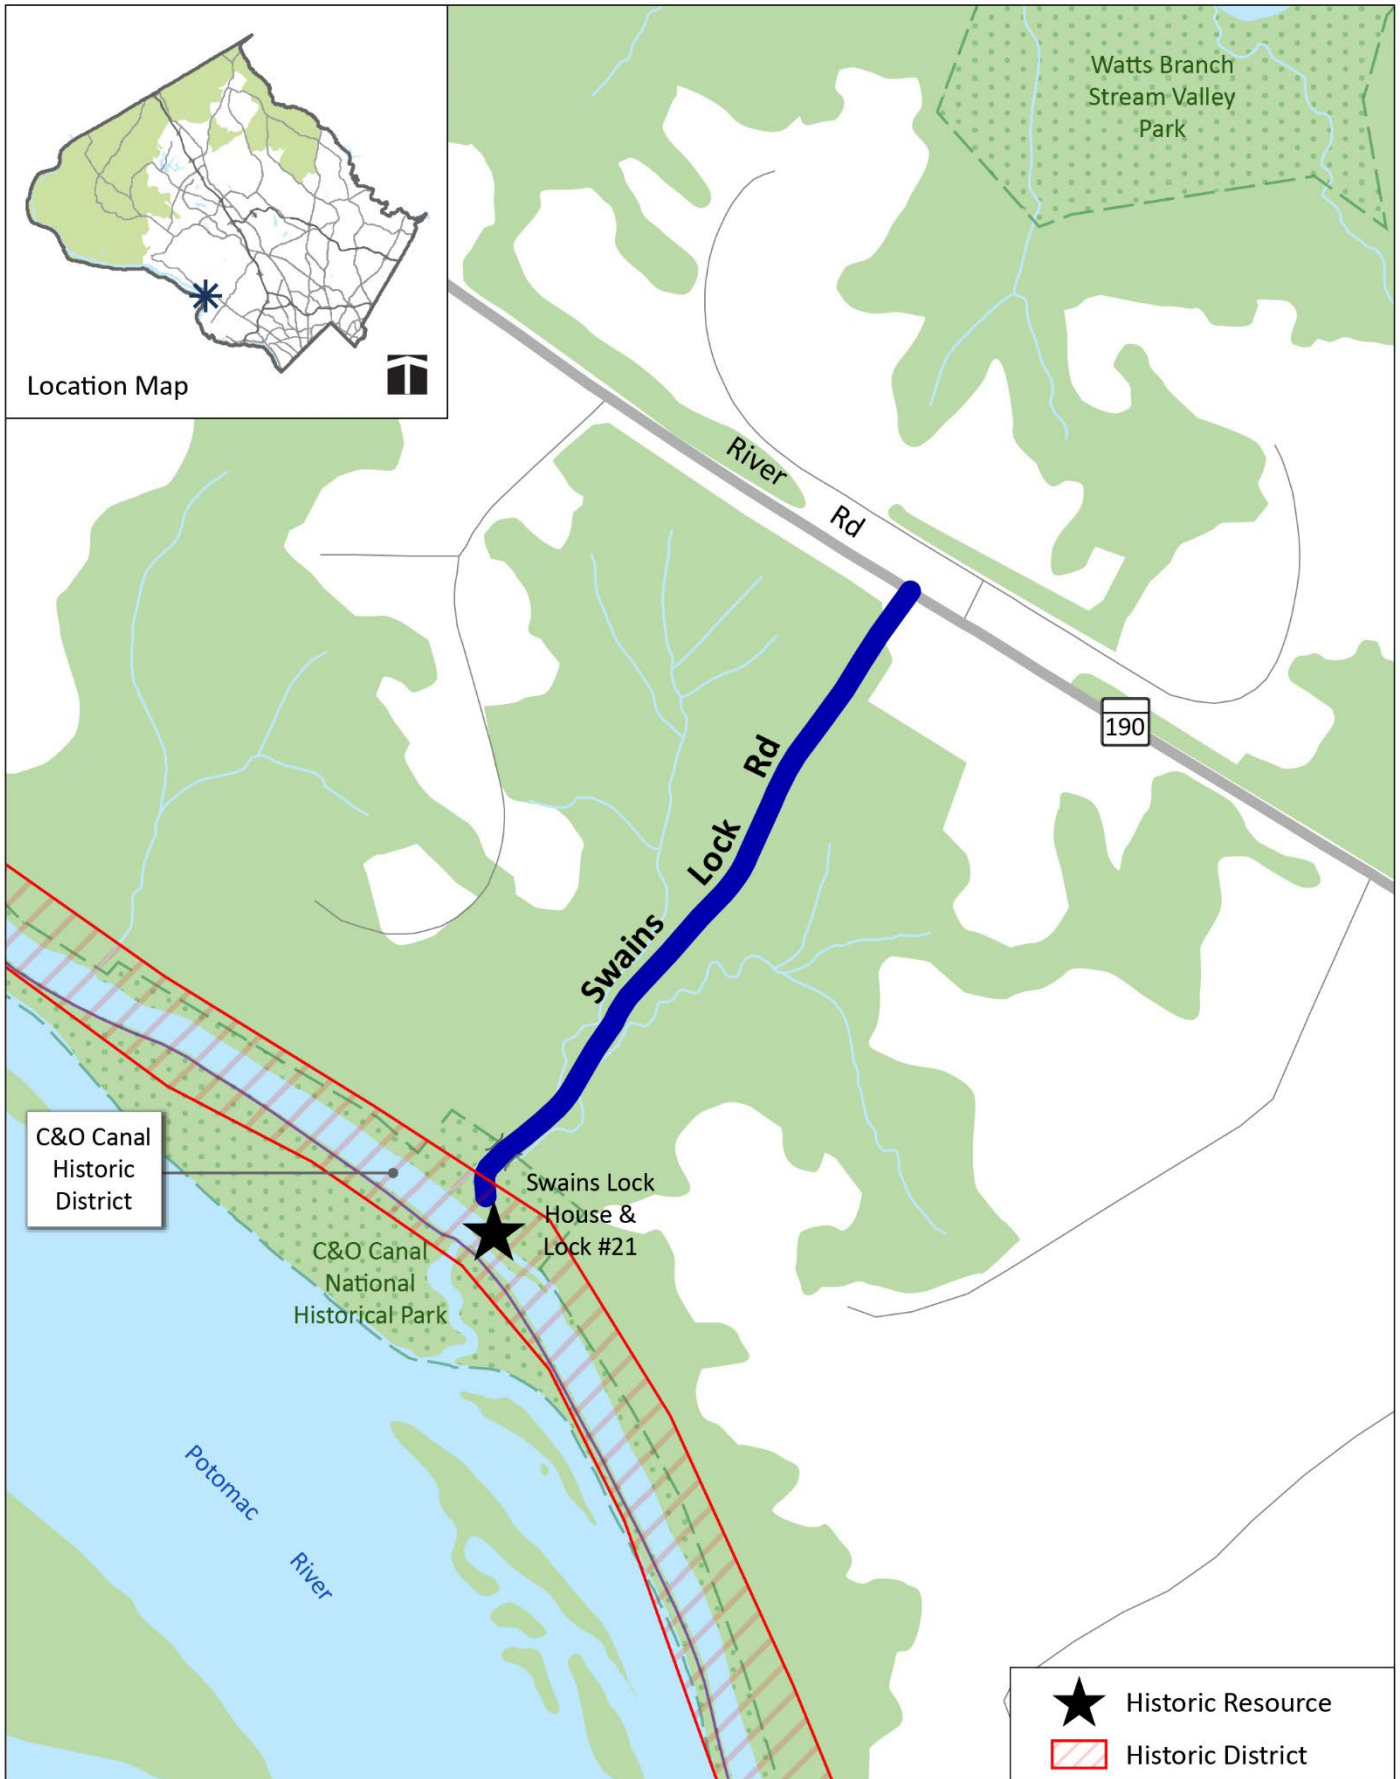 Location Map
Watts Branch
Stream Valley
Park
River
Rd
190
Swains Lock Rd
C&O Canal
Historic
District
Swains Lock
House &
Lock #21
C&O Canal
National
Historical Park
Potomac
River
Historic Resource
Historic District